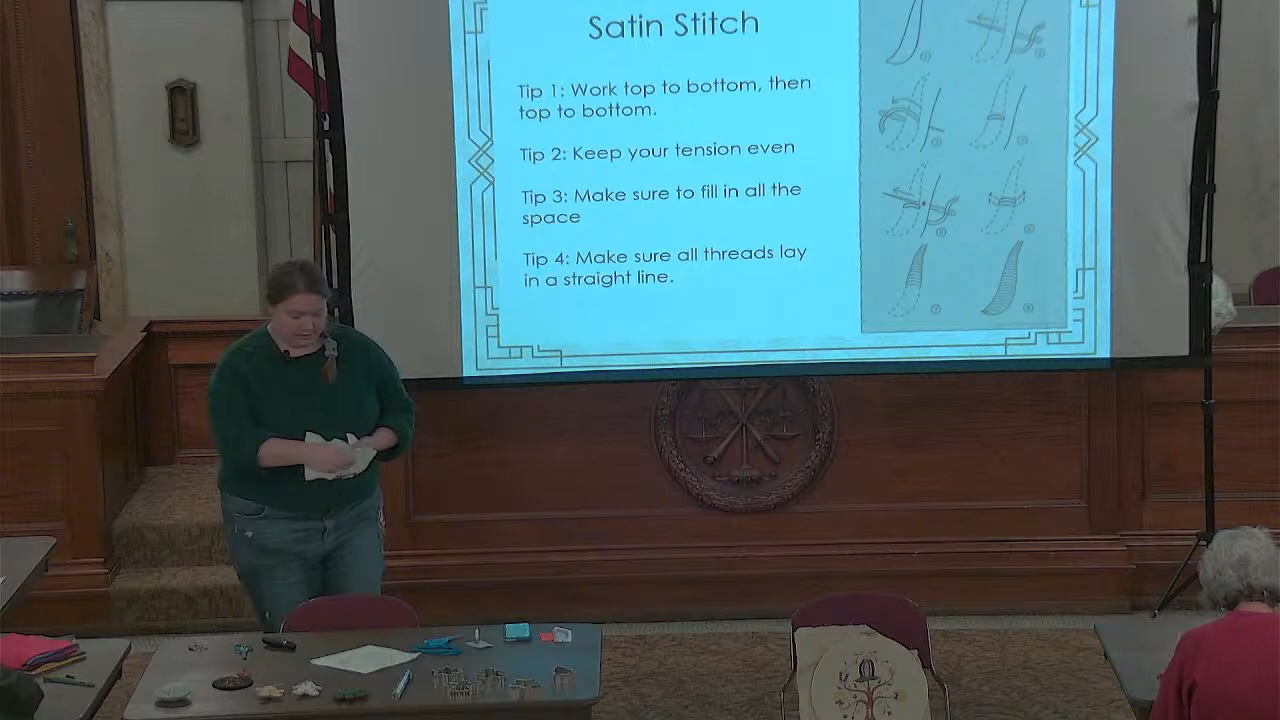 Satin Stitch
Tip 1: Work top to bottom, then
top to bottom.
Tip 2: Keep your tension even
Tip 3: Make sure to fill in all the
space
Tip 4: Make sure all threads lay
in a straight line.